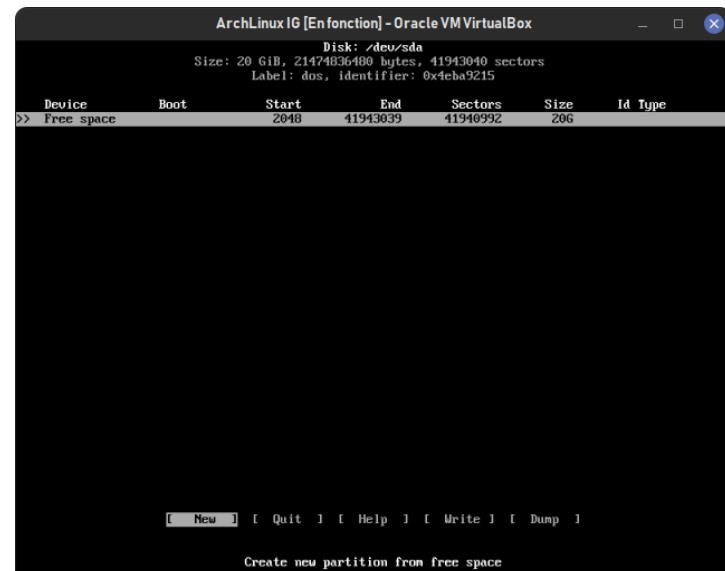 ArchLinux IG [En fonction] - Oracle VM VirtualBox
Disk: /dev/sda
Size: 20 GiB, 21474836480 bytes, 41943040 sectors
Label: dos, identifier: 0x4eba9215
Device Boot Start End Sectors Size Id Type
>> Free space 2048 41943039 41940992 20G
[ New ] [ Quit ] [ Help ] [ Write ] [ Dump ]
Create new partition from free space